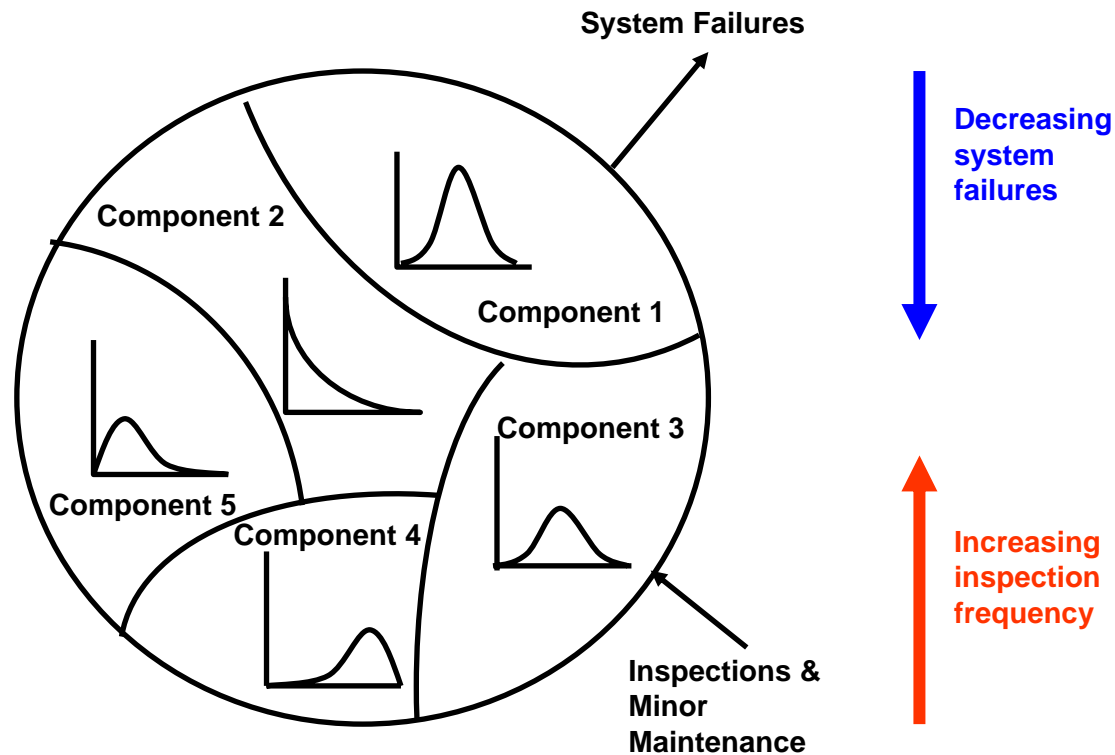 System Failures
Decreasing
system
failures
Component 2
Component 1
Component 3
Component 5
Component 4
Increasing
inspection
frequency
Inspections &
Minor
Maintenance